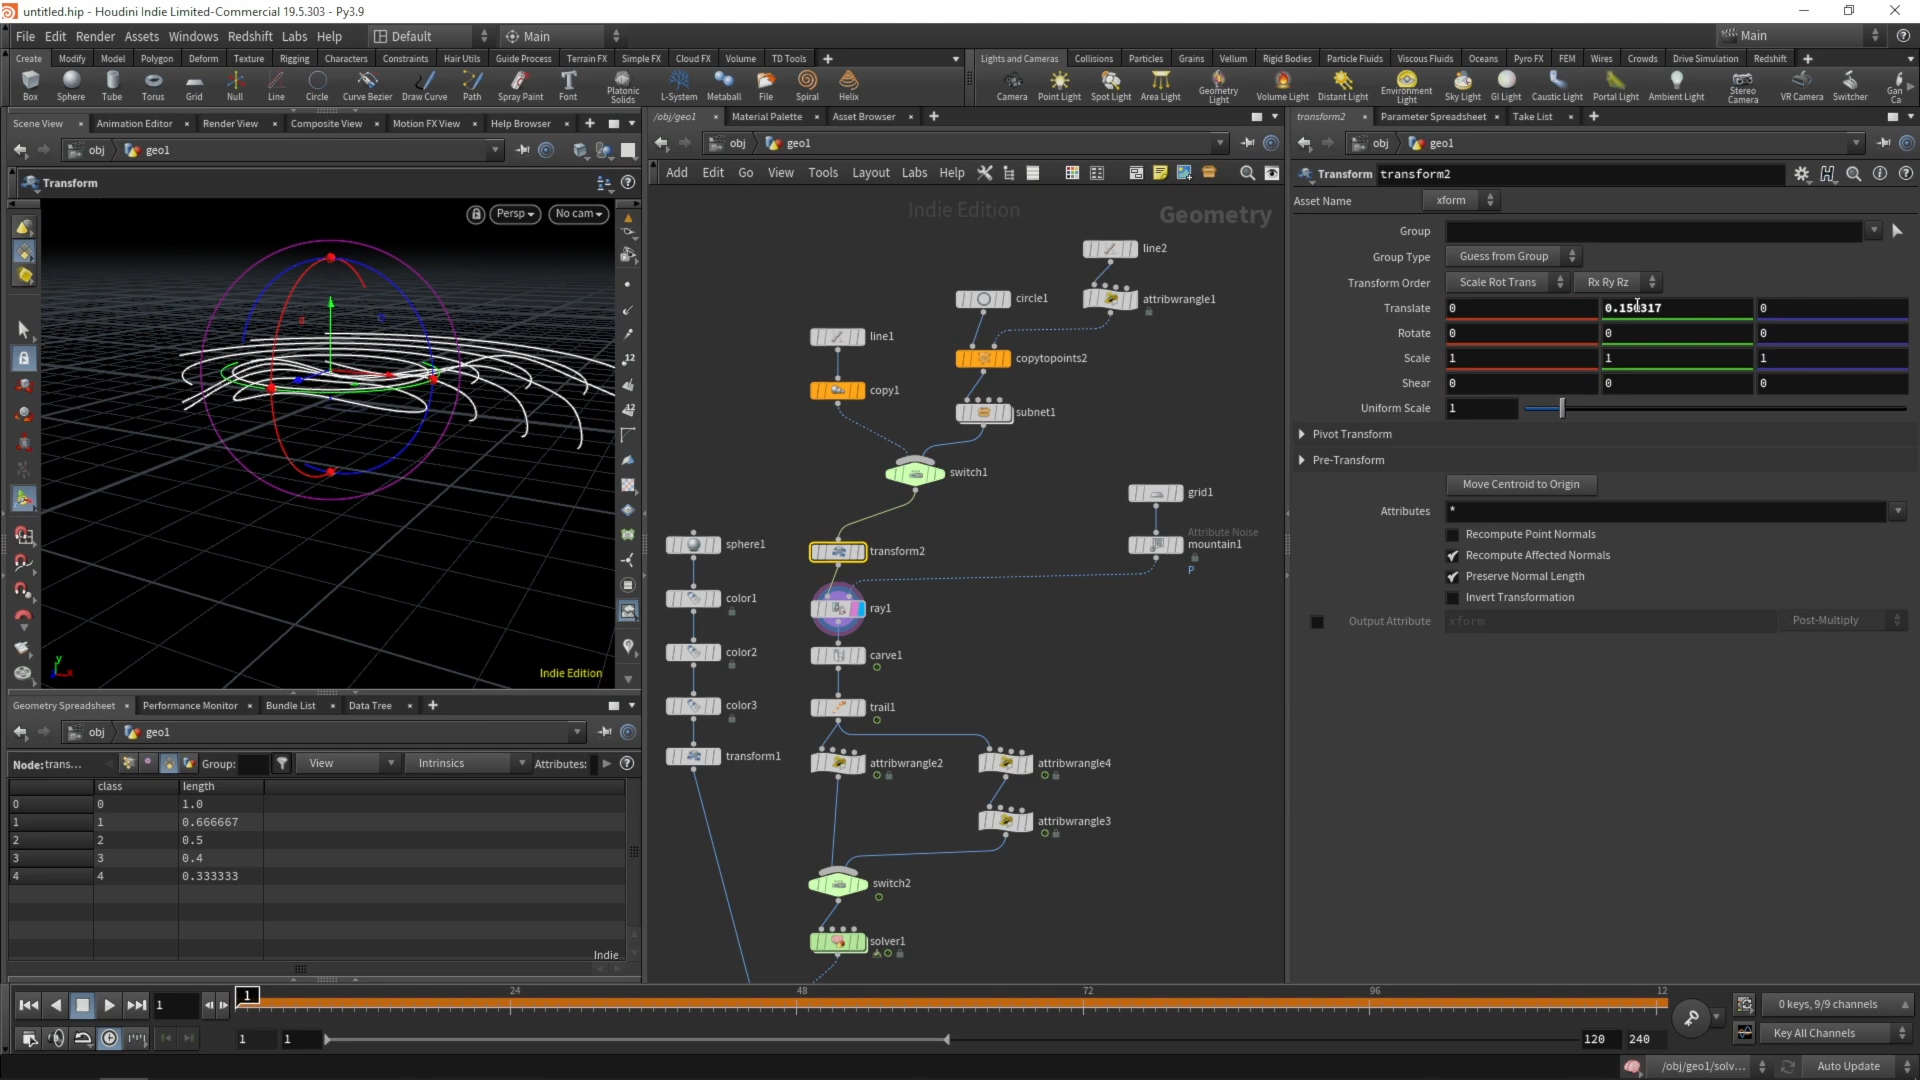 untitled.hip - Houdini Indie Limited-Commercial 19.5.303 - Py3.9
File Edit Render Assets Windows Redshift Labs Help Default Main Main
Create Modify Model Polygon Deform Texture Rigging Characters Constraints Hair Utils Guide Process Terrain FX Simple FX Cloud FX Volume TD Tools
Lights and Cameras Collisions Particles Grains Vellum Rigid Bodies Particle Fluids Viscous Fluids Oceans Pyro FX FEM Wires Crowds Drive Simulation Redshift
Box Sphere Tube Torus Grid Null Line Circle Curve Bezier Draw Curve Path Spray Paint Font Platonic Solids L-System Metaball File Spiral Helix
Camera Point Light Spot Light Area Light Geometry Light Volume Light Distant Light Environment Light Sky Light GI Light Caustic Light Portal Light Ambient Light Stereo Camera VR Camera Switcher Gan Ca
Scene View Animation Editor Render View Composite View Motion FX View Help Browser
obj geo1
Transform
Persp No cam
Indie Edition
y x
12
12
/obj/geo1 Material Palette Asset Browser
obj geo1
Add Edit Go View Tools Layout Labs Help
Indie Edition
Geometry
line2
circle1
attribwrangle1
line1
copytopoints2
copy1
subnet1
switch1
grid1
Attribute Noise
sphere1
transform2
mountain1
P
color1
ray1
color2
carve1
color3
trail1
transform1
attribwrangle2
attribwrangle4
attribwrangle3
switch2
solver1
transform2 Parameter Spreadsheet Take List
obj geo1
Transform transform2
Asset Name xform
Group
Group Type Guess from Group
Transform Order Scale Rot Trans Rx Ry Rz
Translate 0 0
Rotate 0 0 0
Scale 1 1 1
Shear 0 0 0
Uniform Scale 1
Pivot Transform
Pre-Transform
Move Centroid to Origin
Attributes *
Recompute Point Normals
Recompute Affected Normals
Preserve Normal Length
Invert Transformation
Output Attribute xform Post-Multiply
Geometry Spreadsheet Performance Monitor Bundle List Data Tree
obj geo1
Node: trans... Group: View Intrinsics Attributes:
class length
0 0 1.0
1 1 0.666667
2 2 0.5
3 3 0.4
4 4 0.333333
Indie
1 1 24 48 72 96 12
0 keys, 9/9 channels
1 1 120 240
Key All Channels
/obj/geo1/solv... Auto Update